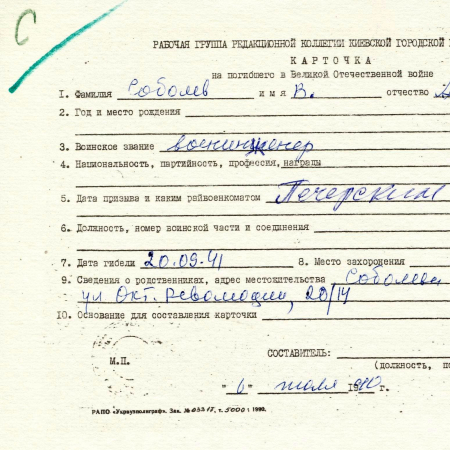 С
РАБОЧАЯ ГРУППА РЕДАКЦИОННОЙ КОЛЛЕГИИ КИЕВСКОЙ ГОРОДСКОЙ
КАРТОЧКА
на погибшего в Великой Отечественной войне
1. Фамилия Соболев имя В. отчество
2. Год и место рождения
3. Воинское звание военинженер
4. Национальность, партийность, профессия, награды
5. Дата призыва и каким райвоенкоматом Печерским
6. Должность, номер воинской части и соединения
7. Дата гибели 20.09.41 8. Место захоронения
9. Сведения о родственниках, адрес местожительства Соболева
ул. Окт. Революции, 20/14
10. Основание для составления карточки
СОСТАВИТЕЛЬ:
М.П. (должность,
"6" июля 1990 г.
РАПО «Укрвузполиграф». Зак. № 03317, т. 5000: 1990.